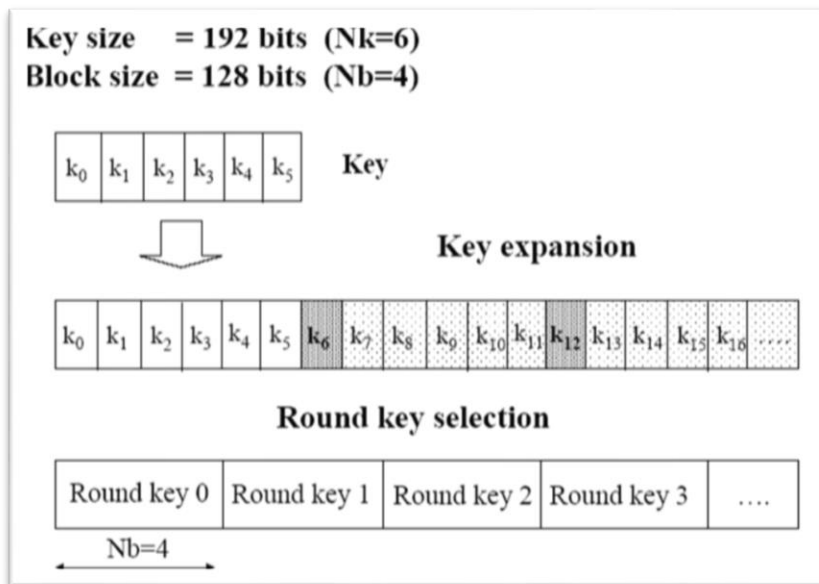 Key size = 192 bits (Nk=6)
Block size = 128 bits (Nb=4)
k₀ k₁ k₂ k₃ k₄ k₅ Key
Key expansion
k₀ k₁ k₂ k₃ k₄ k₅ k₆ k₇ k₈ k₉ k₁₀ k₁₁ k₁₂ k₁₃ k₁₄ k₁₅ k₁₆ ....
Round key selection
Round key 0 Round key 1 Round key 2 Round key 3 ....
Nb=4